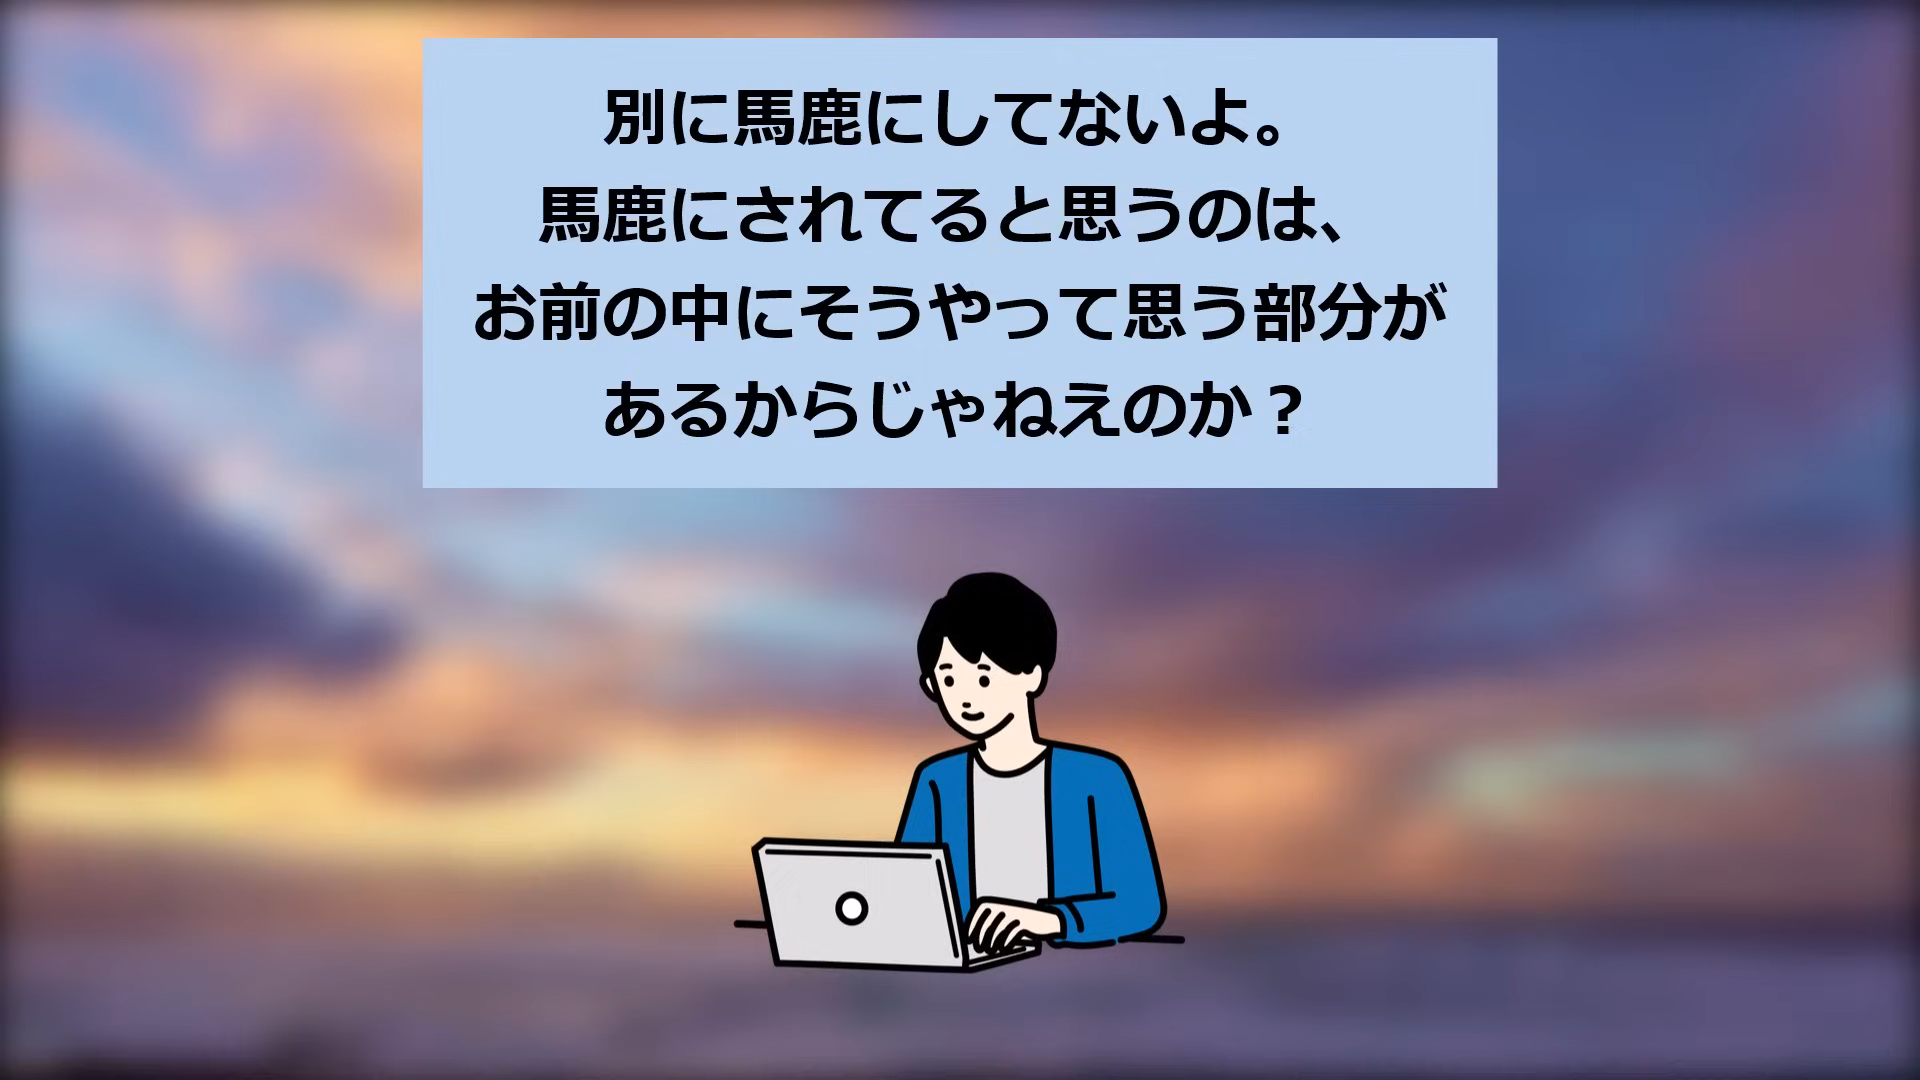 別に馬鹿にしてないよ。
馬鹿にされてると思うのは、
お前の中にそうやって思う部分が
あるからじゃねえのか？